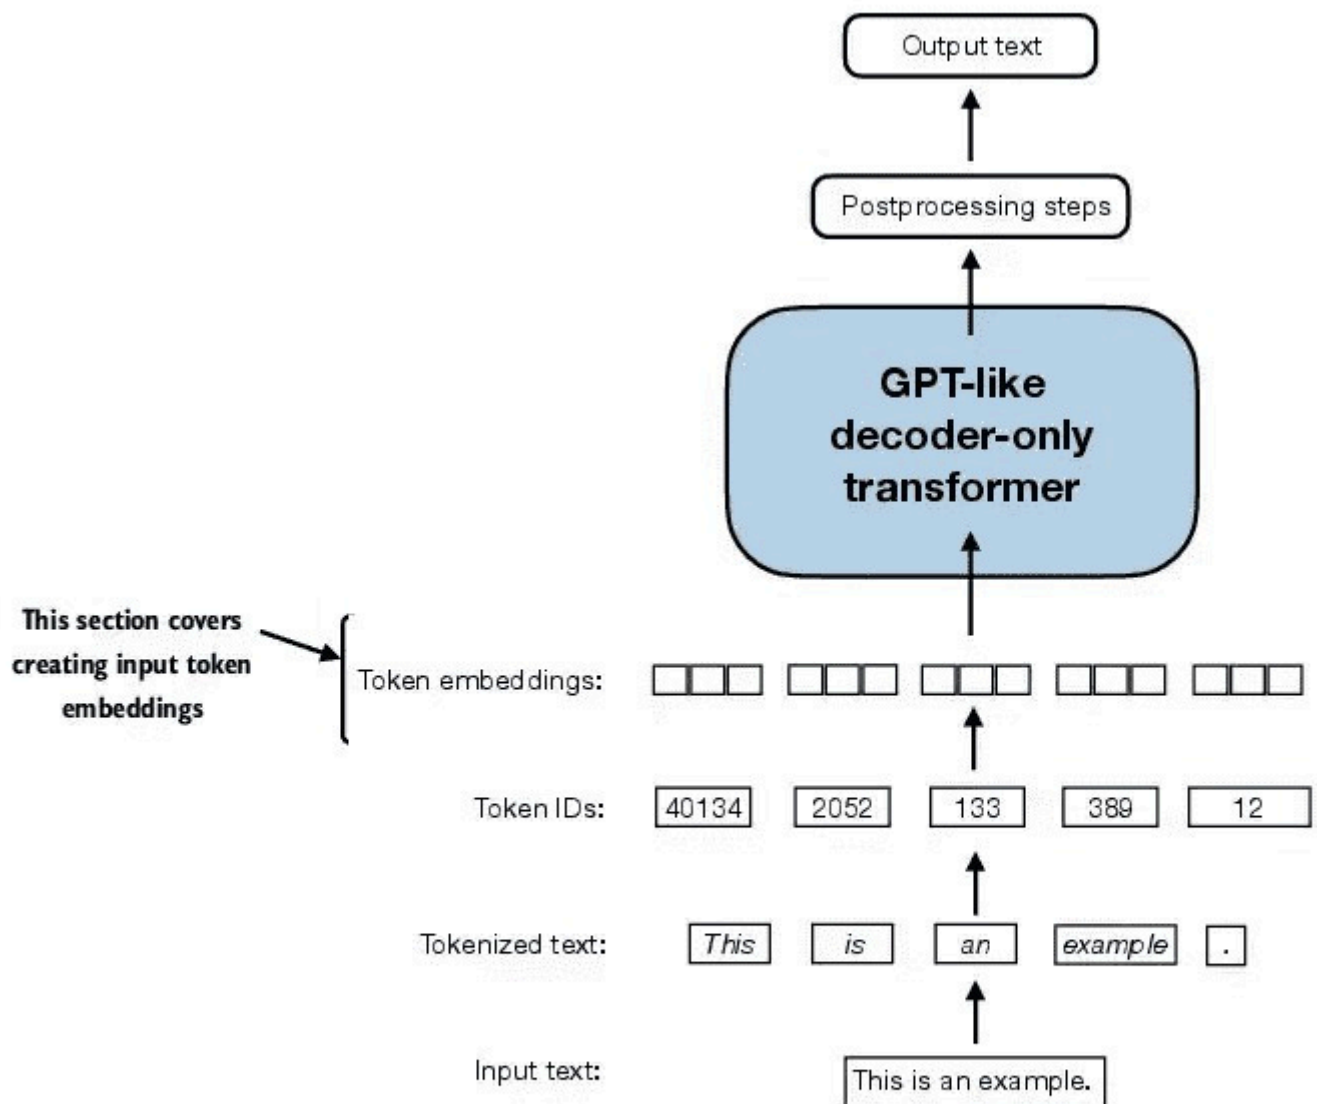 Output text
Postprocessing steps
GPT-like
decoder-only
transformer
This section covers
creating input token
embeddings
Token embeddings:
Token IDs: 40134 2052 133 389 12
Tokenized text: This is an example .
Input text: This is an example.